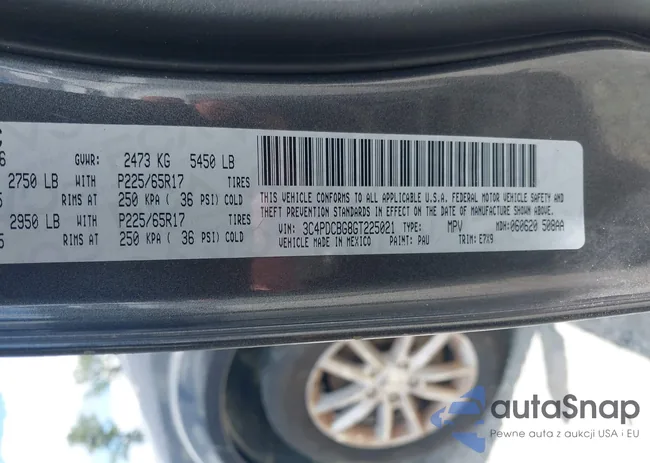 GVWR: 2473 KG 5450 LB
2750 LB WITH P225/65R17 TIRES
RIMS AT 250 KPA ( 36 PSI) COLD
2950 LB WITH P225/65R17 TIRES
RIMS AT 250 KPA ( 36 PSI) COLD
THIS VEHICLE CONFORMS TO ALL APPLICABLE U.S.A. FEDERAL MOTOR VEHICLE SAFETY AND
THEFT PREVENTION STANDARDS IN EFFECT ON THE DATE OF MANUFACTURE SHOWN ABOVE.
VIN: 3C4PDCBG8GT225021 TYPE: MPV MDH: 060620 508AA
VEHICLE MADE IN MEXICO PAINT: PAU TRIM: E7X9
autaSnap
Pewne auta z aukcji USA i EU